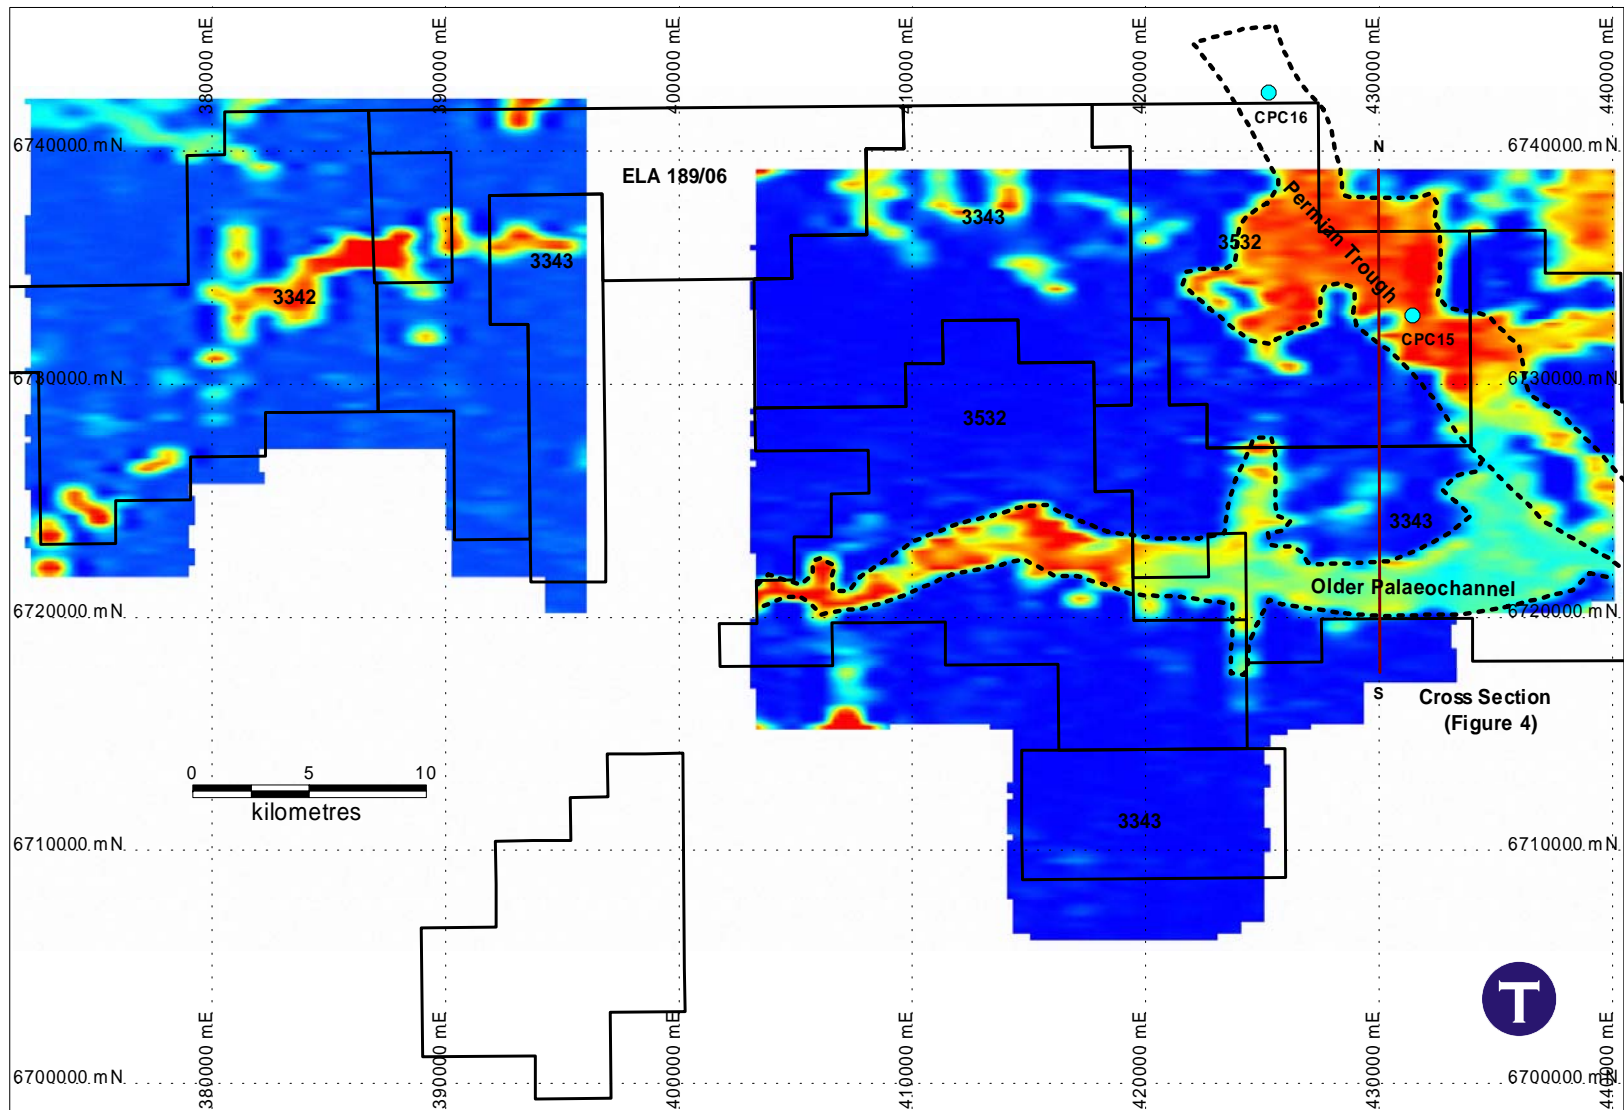 380000 mE
390000 mE
400000 mE
410000 mE
420000 mE
430000 mE
440000 mE
CPC16
6740000 mN
N
6740000 mN
ELA 189/06
Permian Trough
3343
3532
3343
3342
CPC15
6730000 mN
6730000 mN
3532
3343
Older Palaeochannel
6720000 mN
6720000 mN
S
Cross Section
(Figure 4)
0 5 10
kilometres
3343
6710000 mN
6710000 mN
T
6700000 mN
6700000 mN
380000 mE
390000 mE
400000 mE
410000 mE
420000 mE
430000 mE
440000 mE